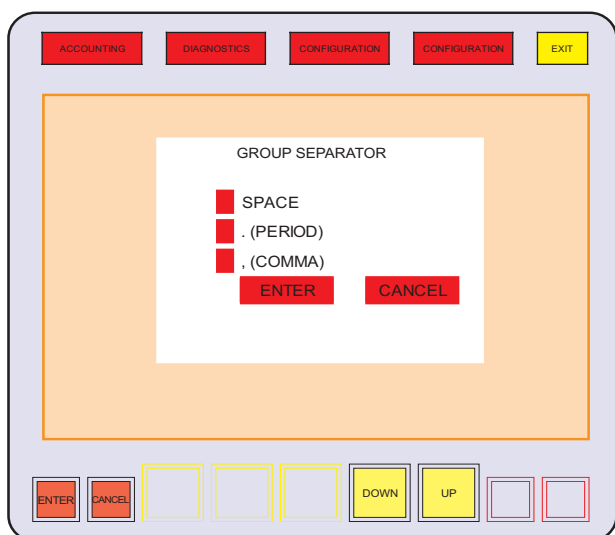 ACCOUNTING DIAGNOSTICS CONFIGURATION CONFIGURATION EXIT
GROUP SEPARATOR
SPACE
. (PERIOD)
, (COMMA)
ENTER CANCEL
ENTER CANCEL DOWN UP